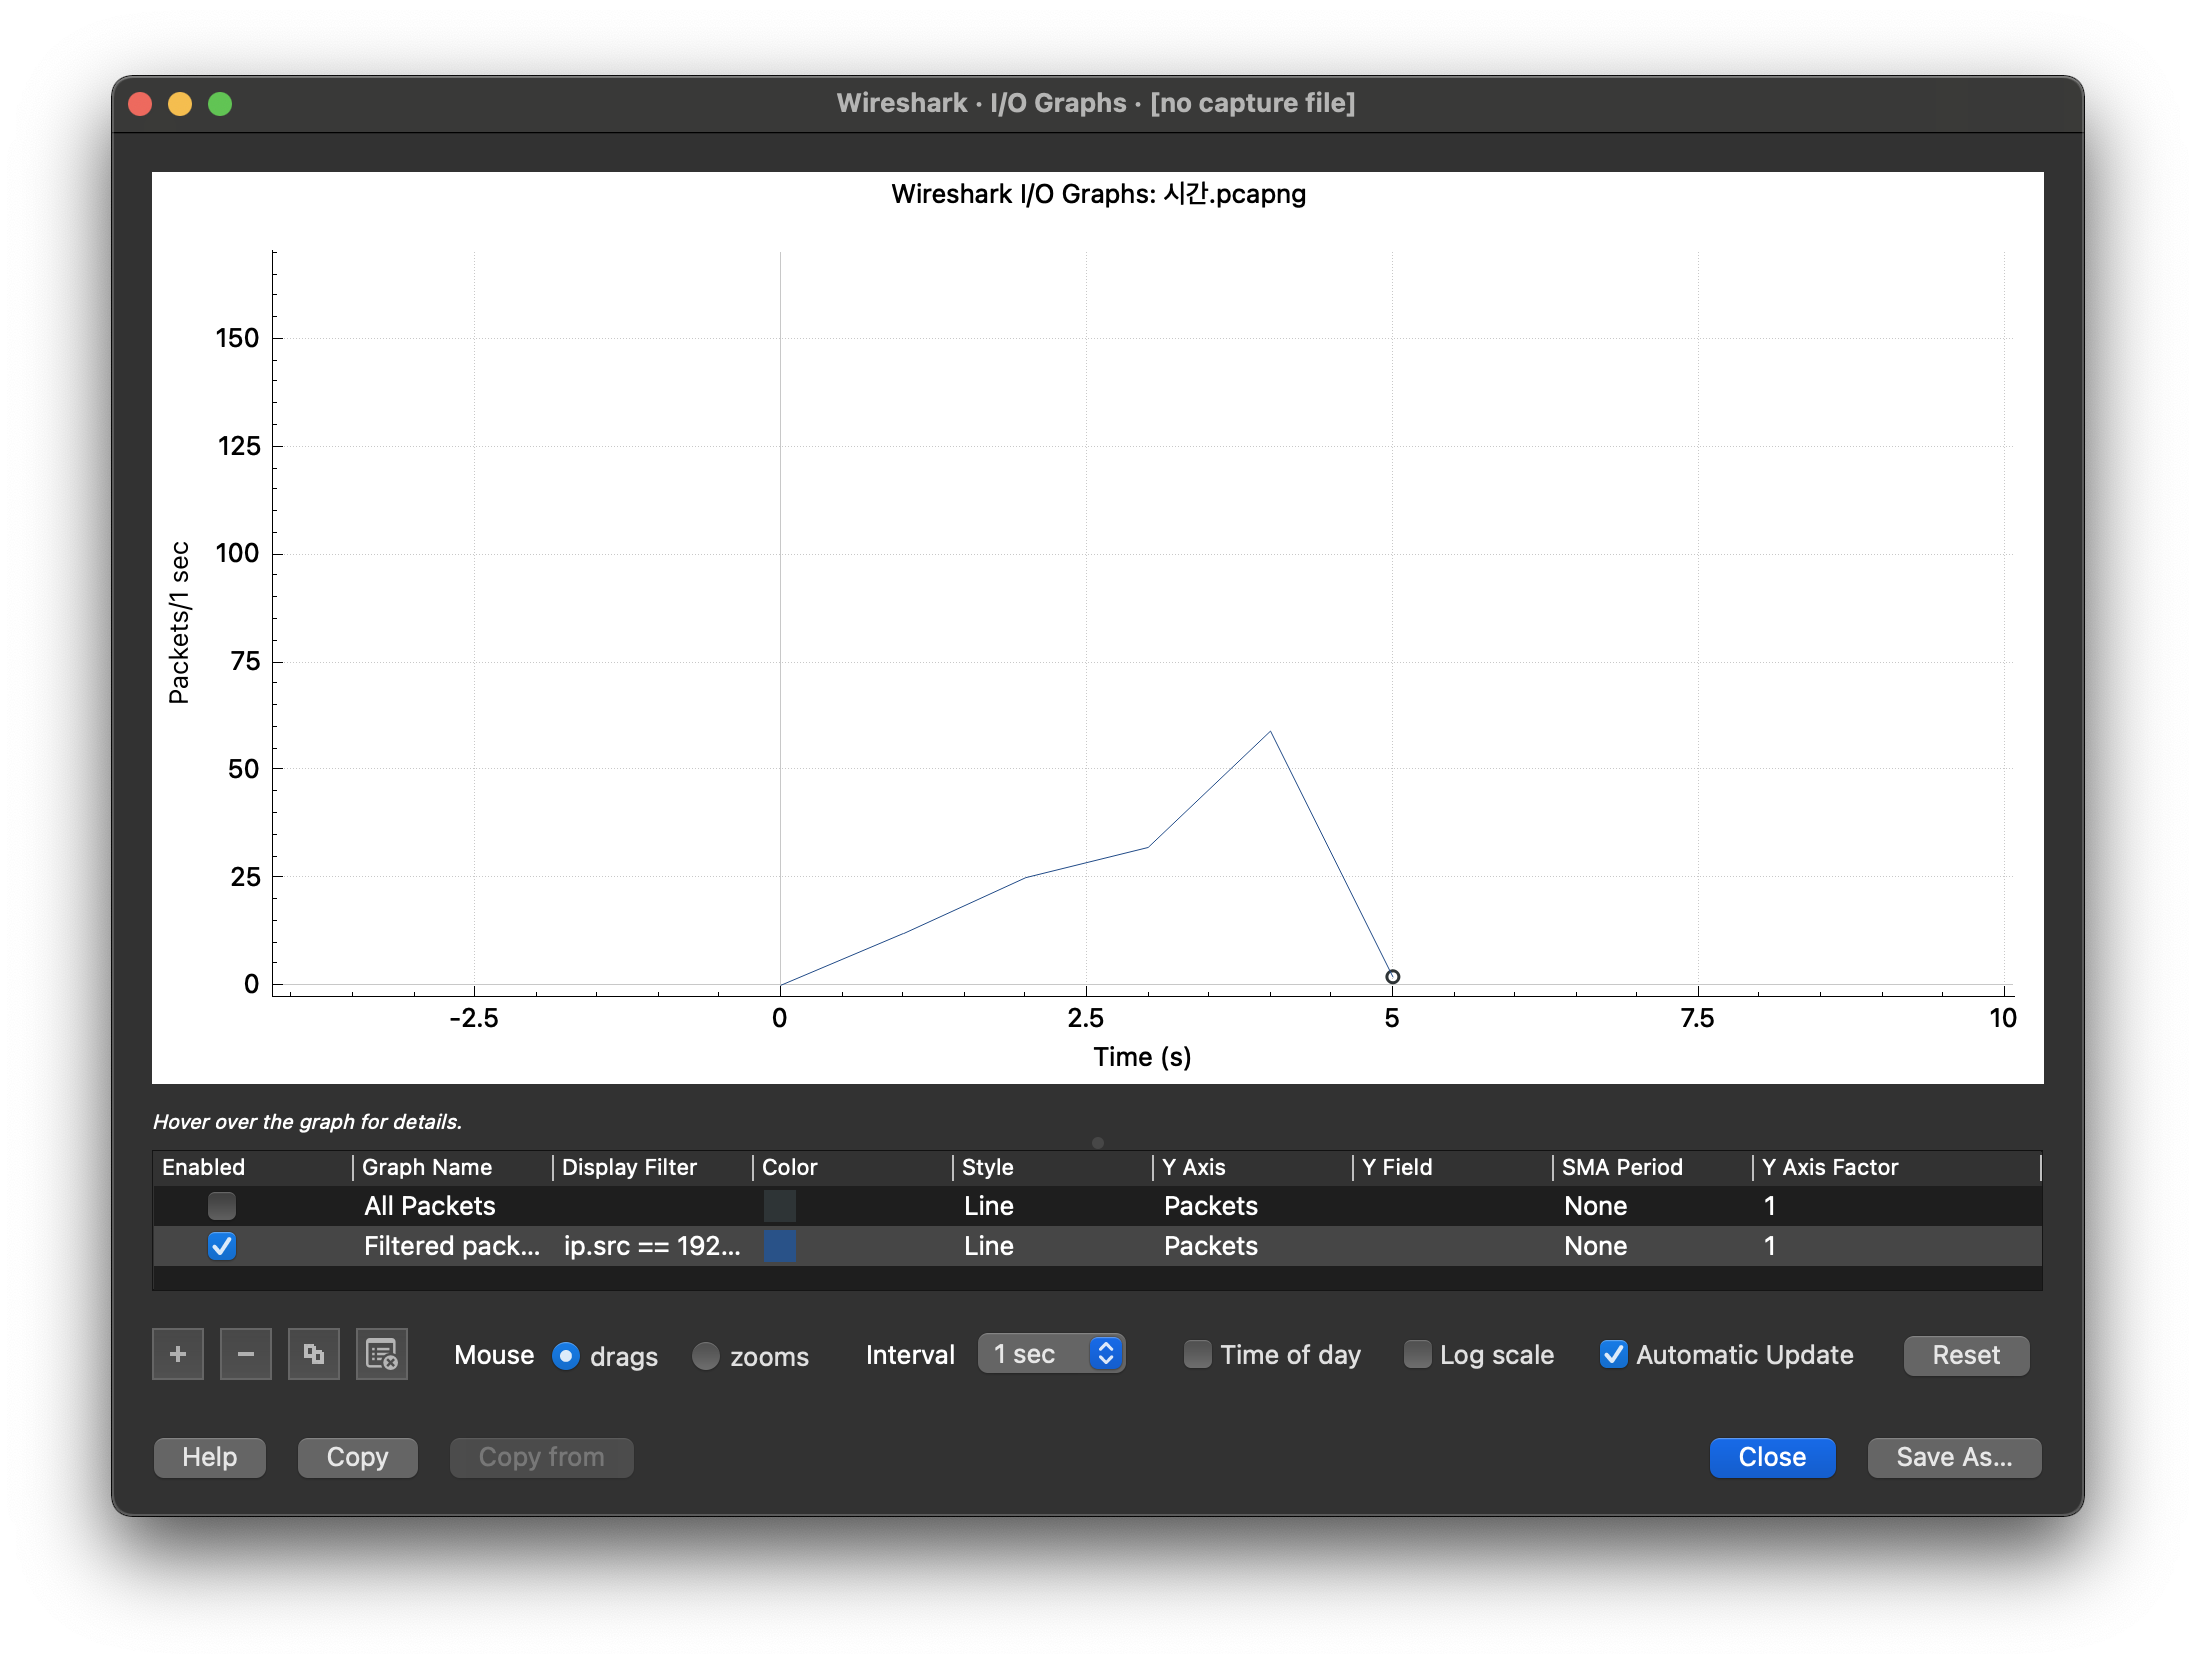 Wireshark · I/O Graphs · [no capture file]
Wireshark I/O Graphs: 시간.pcapng
Packets/1 sec
150
125
100
75
50
25
0
-2.5 0 2.5 5 7.5 10
Time (s)
Hover over the graph for details.
Enabled Graph Name Display Filter Color Style Y Axis Y Field SMA Period Y Axis Factor
All Packets Line Packets None 1
Filtered pack... ip.src == 192... Line Packets None 1
+ − Mouse drags zooms Interval 1 sec Time of day Log scale Automatic Update Reset
Help Copy Copy from Close Save As...